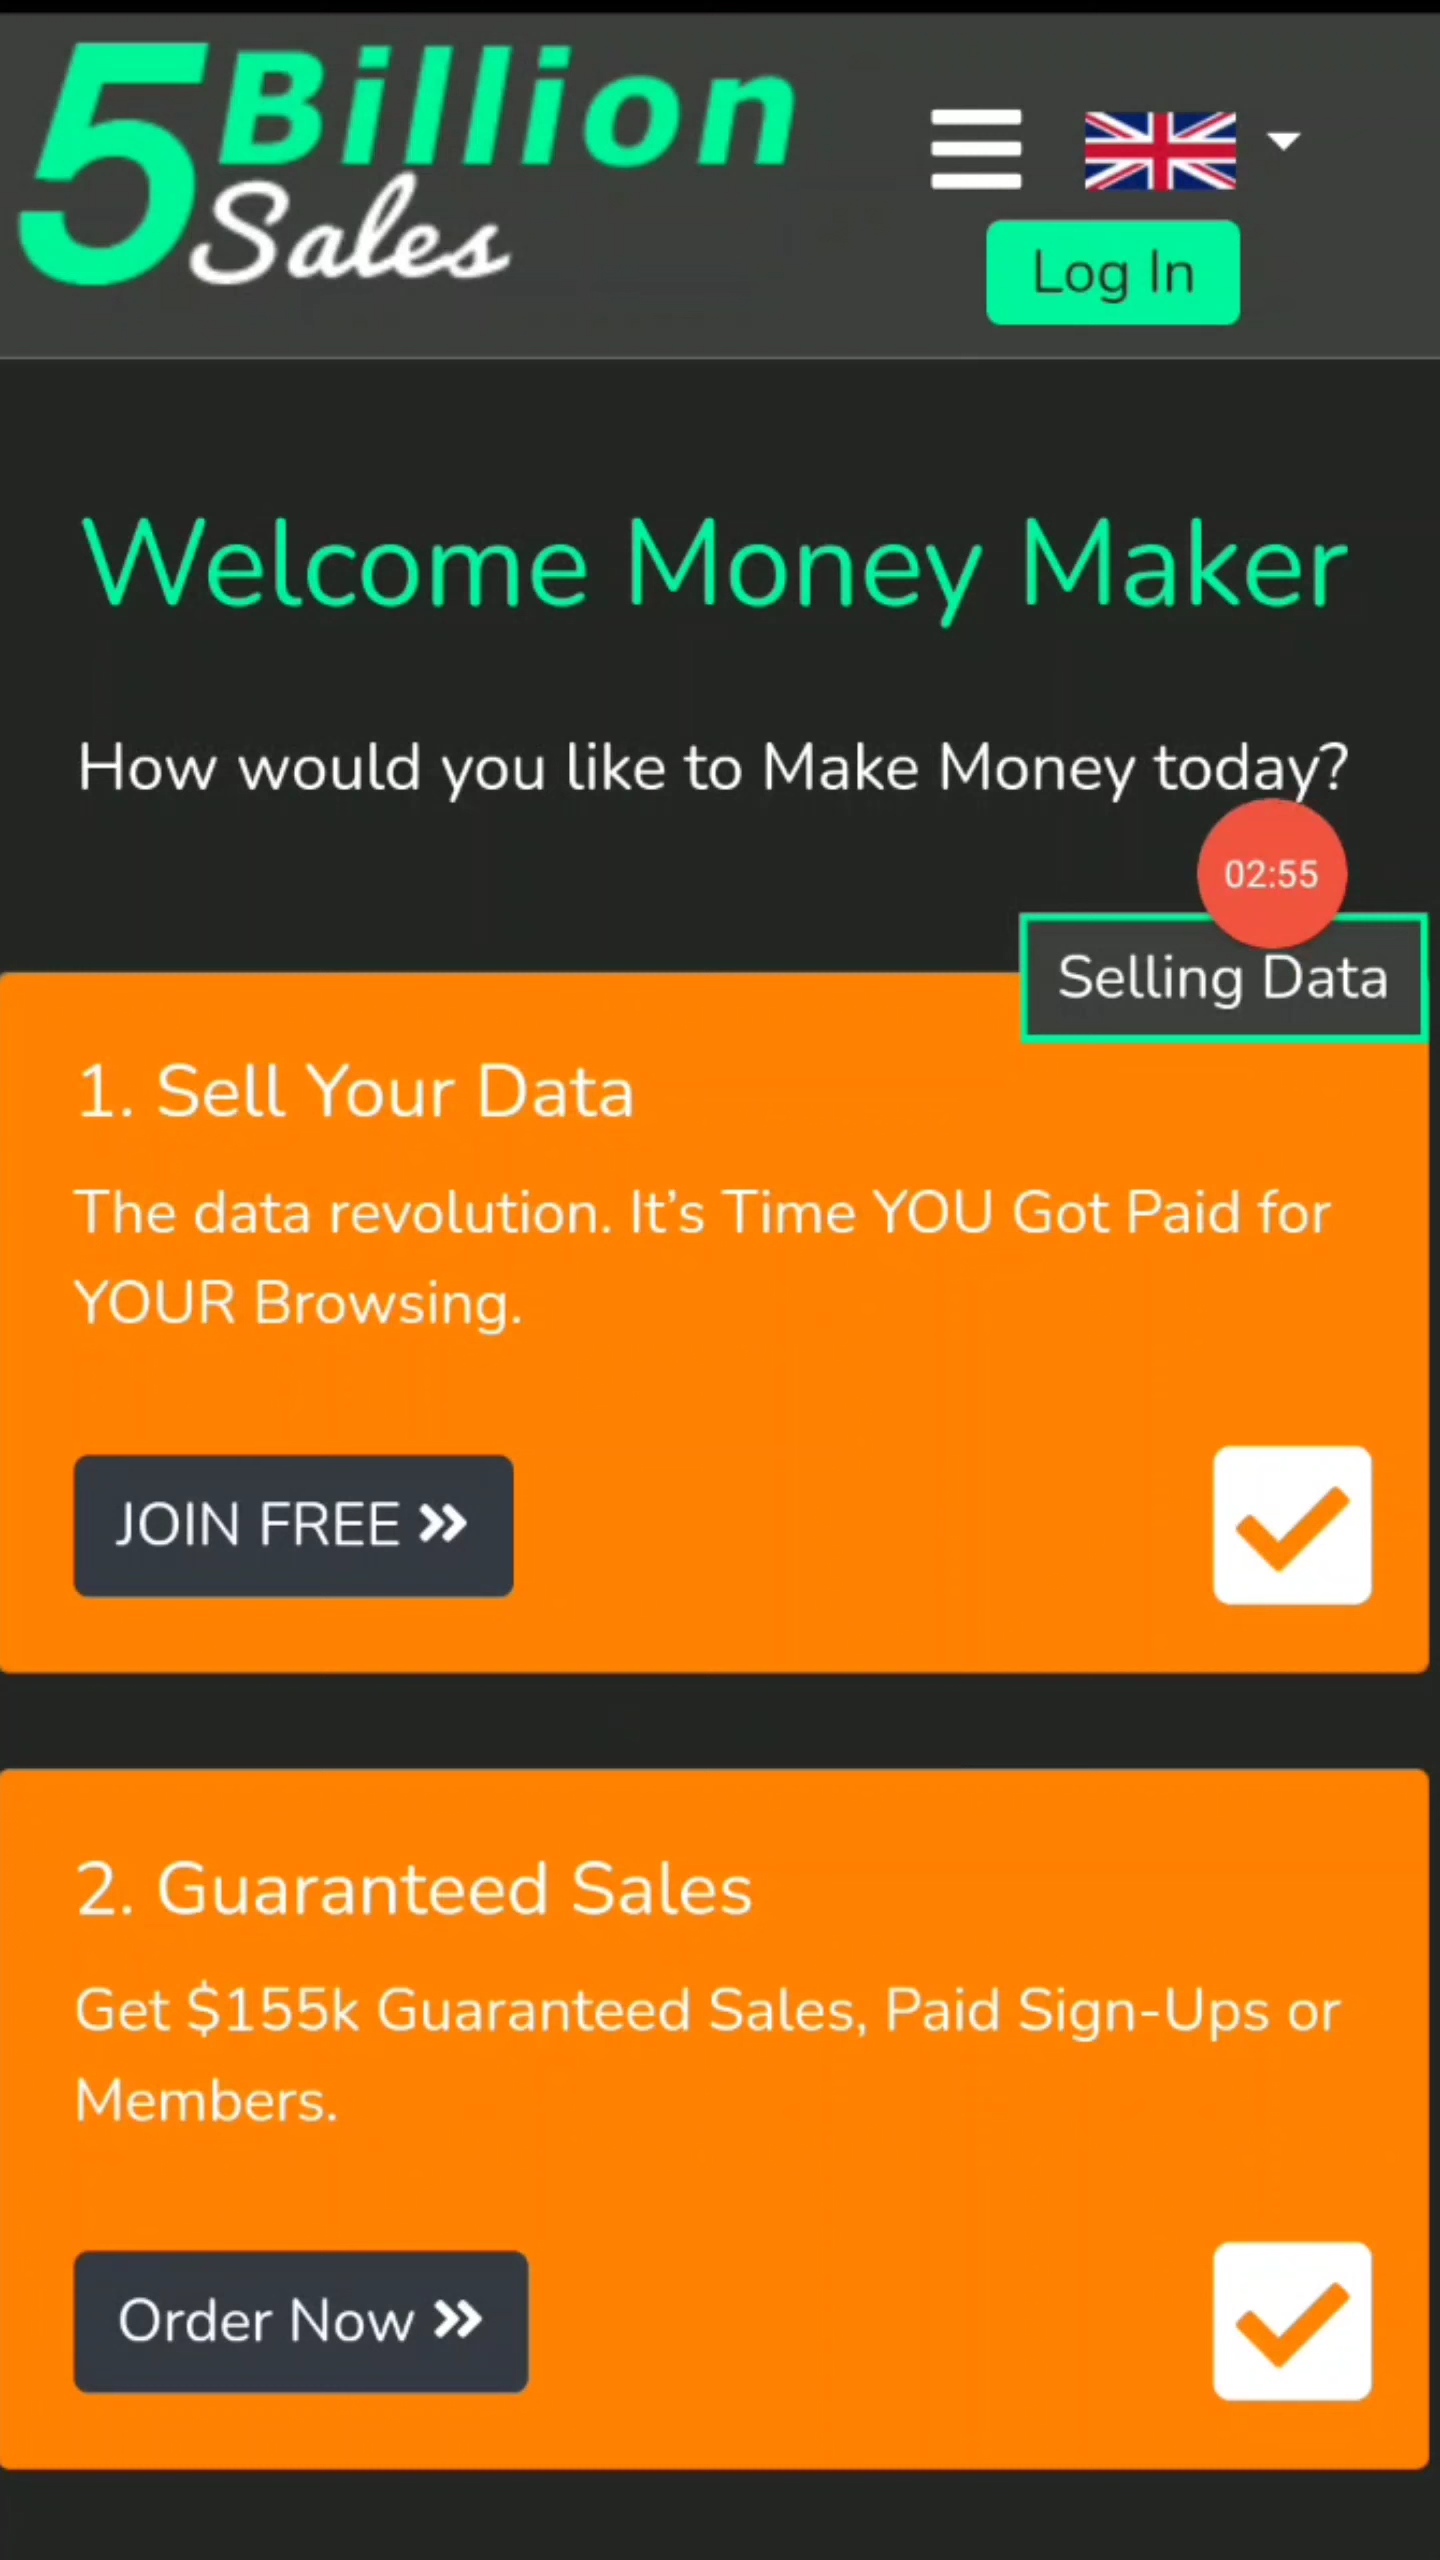 5 Billion
Sales
Log In
Welcome Money Maker
How would you like to Make Money today?
02:55
Selling Data
1. Sell Your Data
The data revolution. It's Time YOU Got Paid for
YOUR Browsing.
JOIN FREE »
2. Guaranteed Sales
Get $155k Guaranteed Sales, Paid Sign-Ups or
Members.
Order Now »